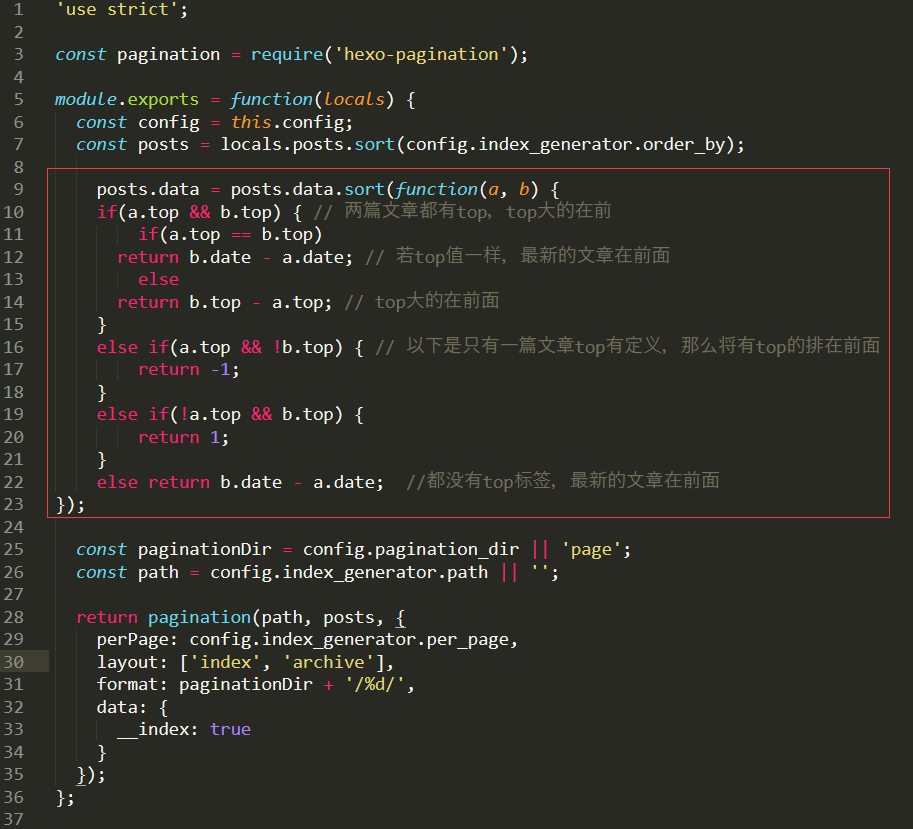 1 'use strict';
2
3 const pagination = require('hexo-pagination');
4
5 module.exports = function(locals) {
6   const config = this.config;
7   const posts = locals.posts.sort(config.index_generator.order_by);
8
9     posts.data = posts.data.sort(function(a, b) {
10     if(a.top && b.top) { // 两篇文章都有top, top大的在前
11         if(a.top == b.top)
12       return b.date - a.date; // 若top值一样, 最新的文章在前面
13         else
14       return b.top - a.top; // top大的在前面
15     }
16     else if(a.top && !b.top) { // 以下是只有一篇文章top有定义, 那么将有top的排在前面
17         return -1;
18     }
19     else if(!a.top && b.top) {
20         return 1;
21     }
22     else return b.date - a.date;  //都没有top标签, 最新的文章在前面
23 });
24
25   const paginationDir = config.pagination_dir || 'page';
26   const path = config.index_generator.path || '';
27
28   return pagination(path, posts, {
29     perPage: config.index_generator.per_page,
30     layout: ['index', 'archive'],
31     format: paginationDir + '/%d/',
32     data: {
33       __index: true
34     }
35   });
36 };
37